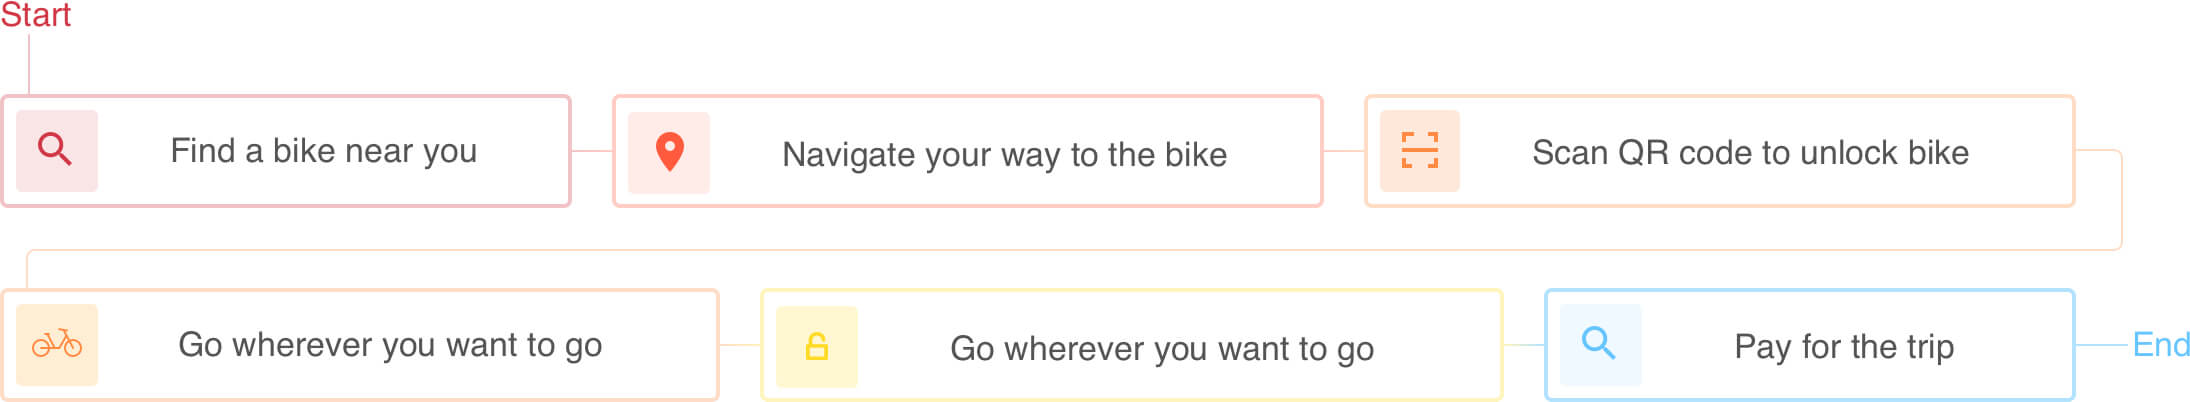 Start
Find a bike near you
Navigate your way to the bike
Scan QR code to unlock bike
Go wherever you want to go
Go wherever you want to go
Pay for the trip
End